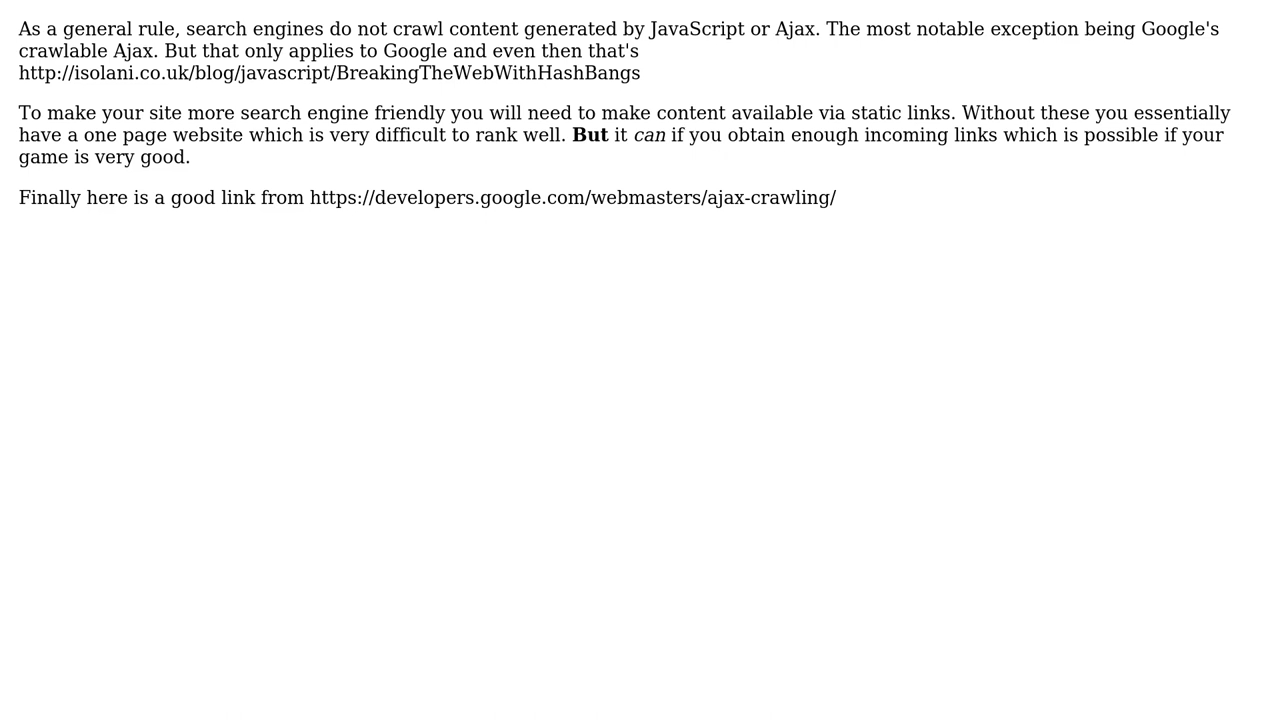 As a general rule, search engines do not crawl content generated by JavaScript or Ajax. The most notable exception being Google's
crawlable Ajax. But that only applies to Google and even then that's
http://isolani.co.uk/blog/javascript/BreakingTheWebWithHashBangs
To make your site more search engine friendly you will need to make content available via static links. Without these you essentially
have a one page website which is very difficult to rank well. But it can if you obtain enough incoming links which is possible if your
game is very good.
Finally here is a good link from https://developers.google.com/webmasters/ajax-crawling/